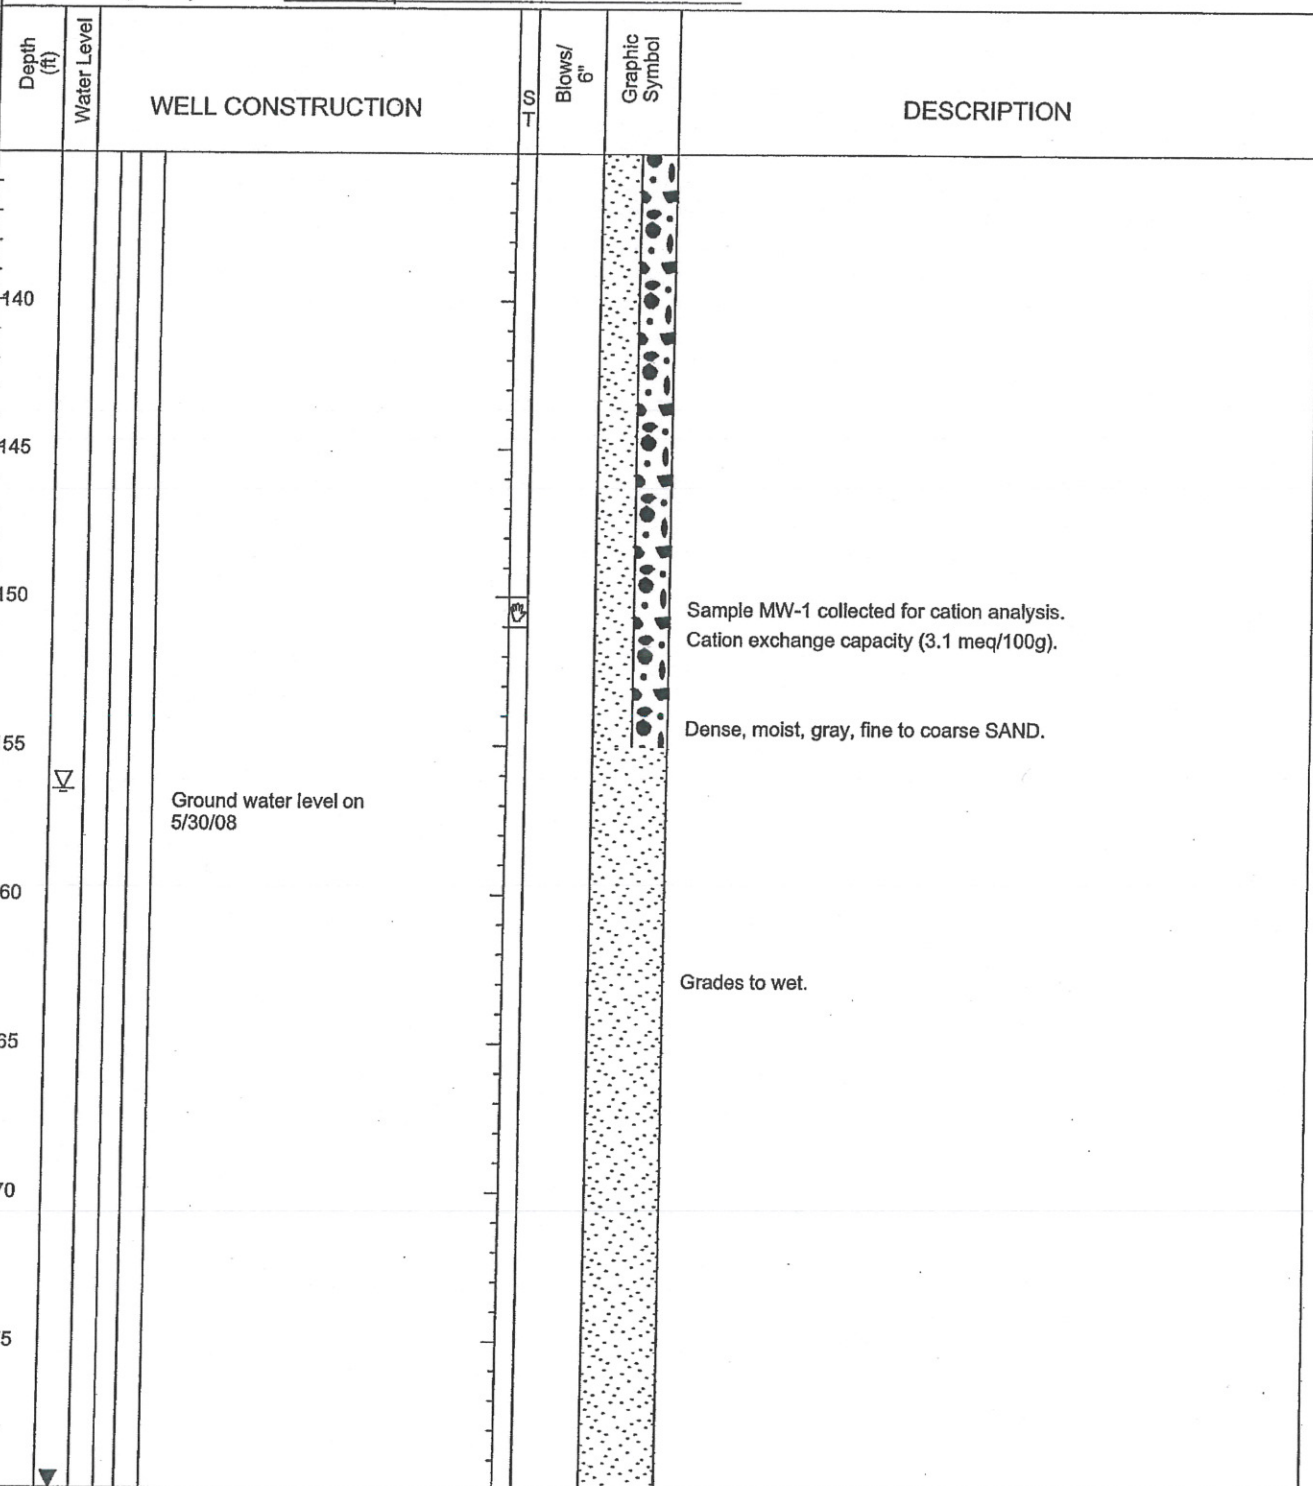 Depth
(ft)
Water Level
WELL CONSTRUCTION
S
T
Blows/
6"
Graphic
Symbol
DESCRIPTION
140
145
150
Sample MW-1 collected for cation analysis.
Cation exchange capacity (3.1 meq/100g).
Dense, moist, gray, fine to coarse SAND.
55
Ground water level on
5/30/08
60
Grades to wet.
65
70
5